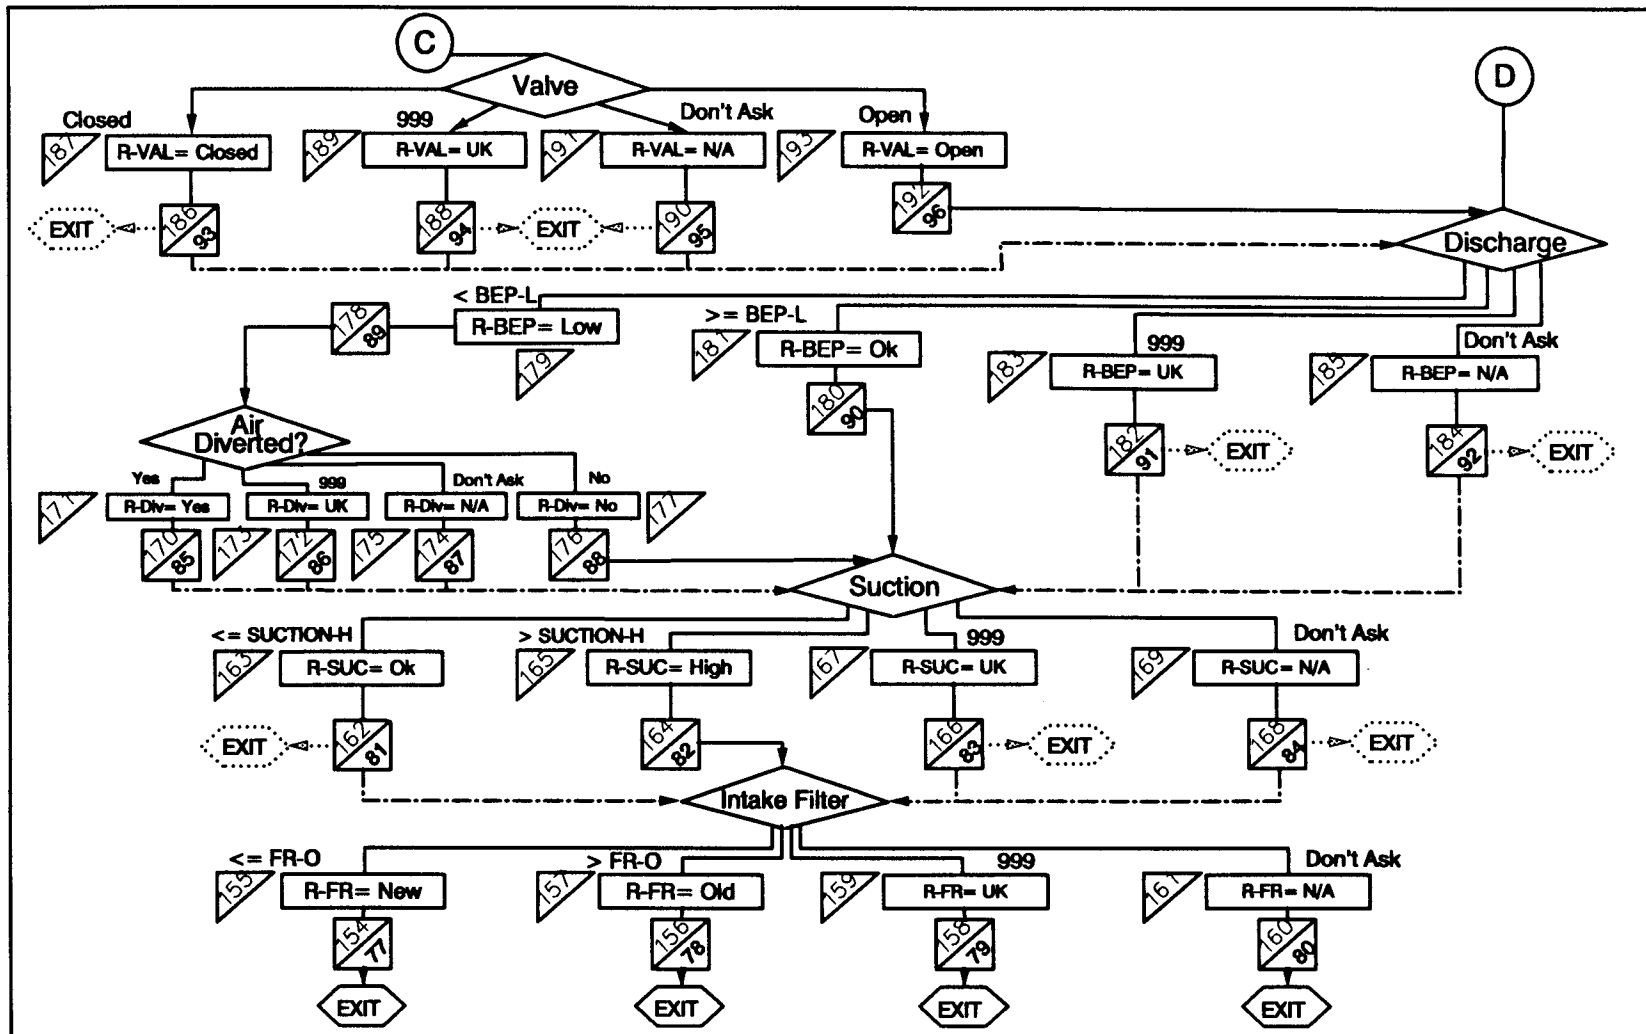 C
D
Valve
Closed
999
Don't Ask
Open
187
R-VAL= Closed
189
R-VAL= UK
191
R-VAL= N/A
193
R-VAL= Open
EXIT
186
93
188
94
EXIT
190
95
192
96
Discharge
< BEP-L
178
89
R-BEP= Low
179
>= BEP-L
181
R-BEP= Ok
180
90
999
183
R-BEP= UK
182
91
EXIT
Don't Ask
185
R-BEP= N/A
184
92
EXIT
Air
Diverted?
Yes
999
Don't Ask
No
171
R-Div= Yes
R-Div= UK
R-Div= N/A
R-Div= No
177
170
85
173
172
86
175
174
87
176
88
Suction
<= SUCTION-H
> SUCTION-H
999
Don't Ask
163
R-SUC= Ok
165
R-SUC= High
167
R-SUC= UK
169
R-SUC= N/A
EXIT
162
81
164
82
166
83
EXIT
168
84
EXIT
Intake Filter
<= FR-O
> FR-O
999
Don't Ask
155
R-FR= New
157
R-FR= Old
159
R-FR= UK
161
R-FR= N/A
154
77
156
78
158
79
160
80
EXIT
EXIT
EXIT
EXIT